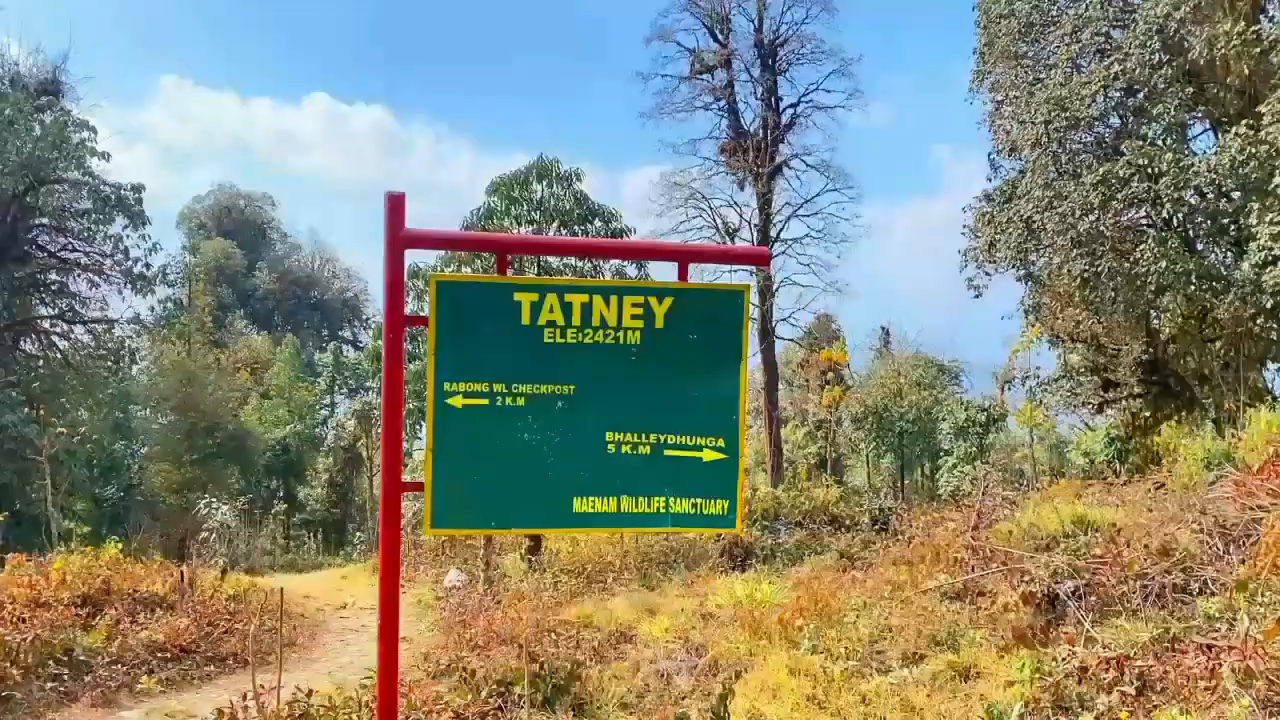 TATNEY
ELE:2421M
RABONG WL CHECKPOST
2 K.M
BHALLEYDHUNGA
5 K.M
MAENAM WILDLIFE SANCTUARY